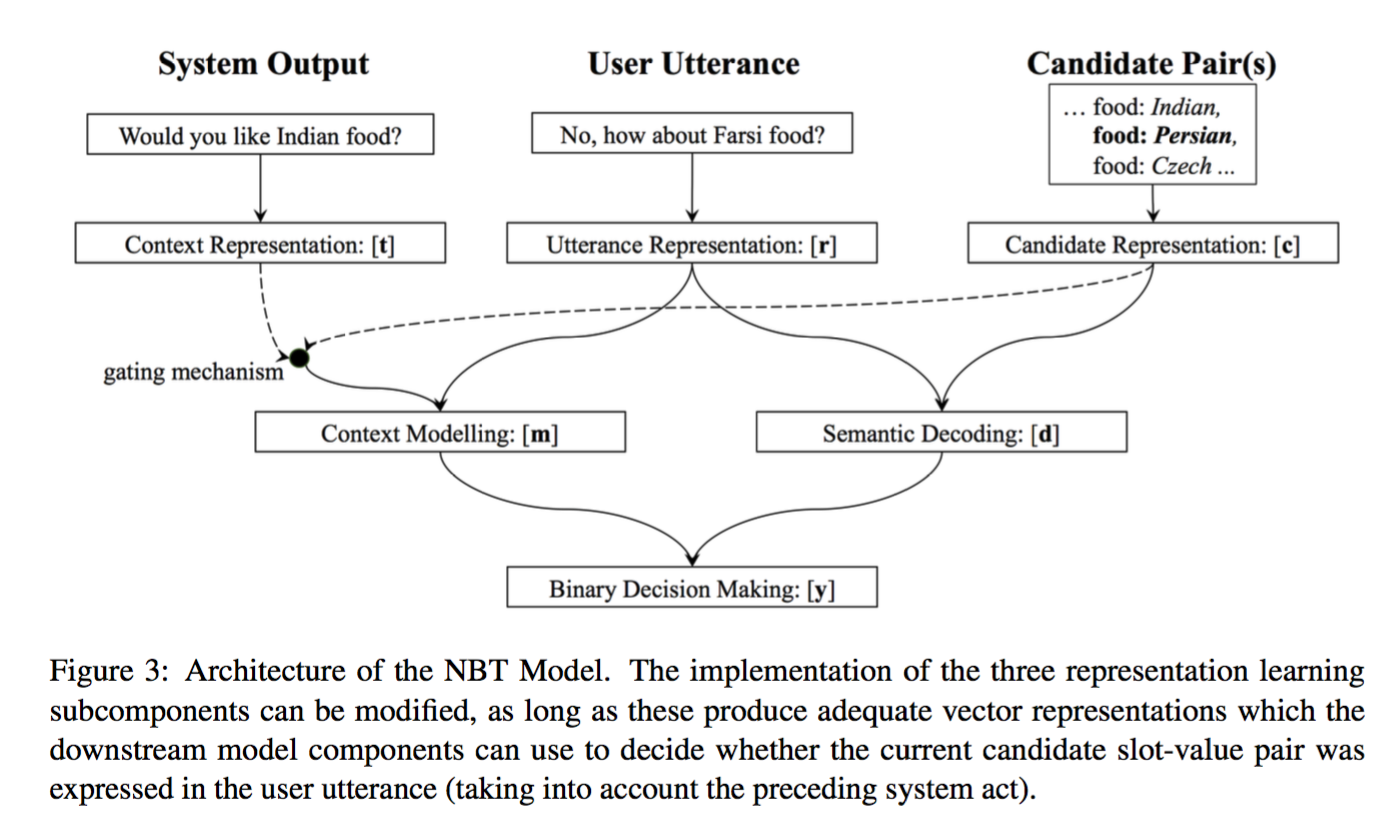 System Output
User Utterance
Candidate Pair(s)
Would you like Indian food?
No, how about Farsi food?
... food: Indian,
food: Persian,
food: Czech ...
Context Representation: [t]
Utterance Representation: [r]
Candidate Representation: [c]
gating mechanism
Context Modelling: [m]
Semantic Decoding: [d]
Binary Decision Making: [y]
Figure 3: Architecture of the NBT Model. The implementation of the three representation learning
subcomponents can be modified, as long as these produce adequate vector representations which the
downstream model components can use to decide whether the current candidate slot-value pair was
expressed in the user utterance (taking into account the preceding system act).